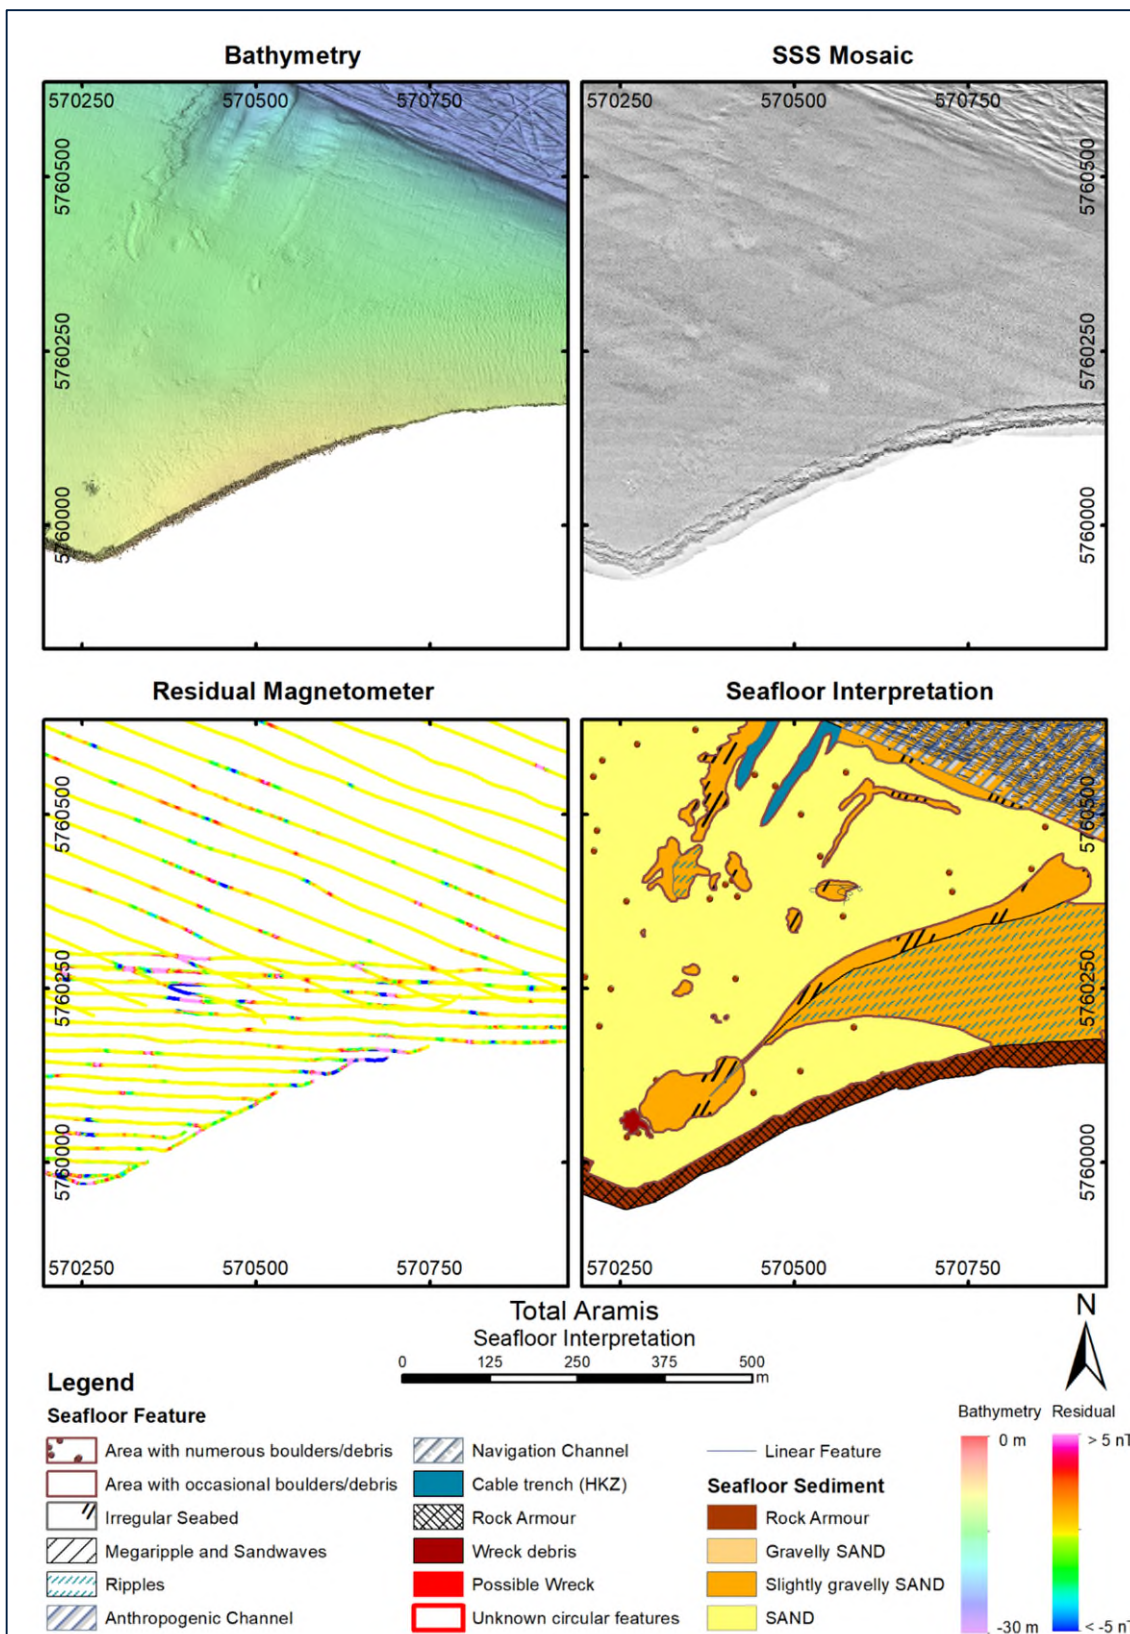 Bathymetry
SSS Mosaic
570250 570500 570750
570250 570500 570750
5760500
5760250
5760000
5760500
5760250
5760000
Residual Magnetometer
Seafloor Interpretation
5760500
5760250
5760000
5760500
5760250
5760000
570250 570500 570750
570250 570500 570750
Total Aramis
Seafloor Interpretation
0 125 250 375 500
m
N
Legend
Seafloor Feature
Area with numerous boulders/debris
Area with occasional boulders/debris
Irregular Seabed
Megaripple and Sandwaves
Ripples
Anthropogenic Channel
Navigation Channel
Cable trench (HKZ)
Rock Armour
Wreck debris
Possible Wreck
Unknown circular features
Linear Feature
Seafloor Sediment
Rock Armour
Gravelly SAND
Slightly gravelly SAND
SAND
Bathymetry Residual
0 m
-30 m
> 5 nT
< -5 nT